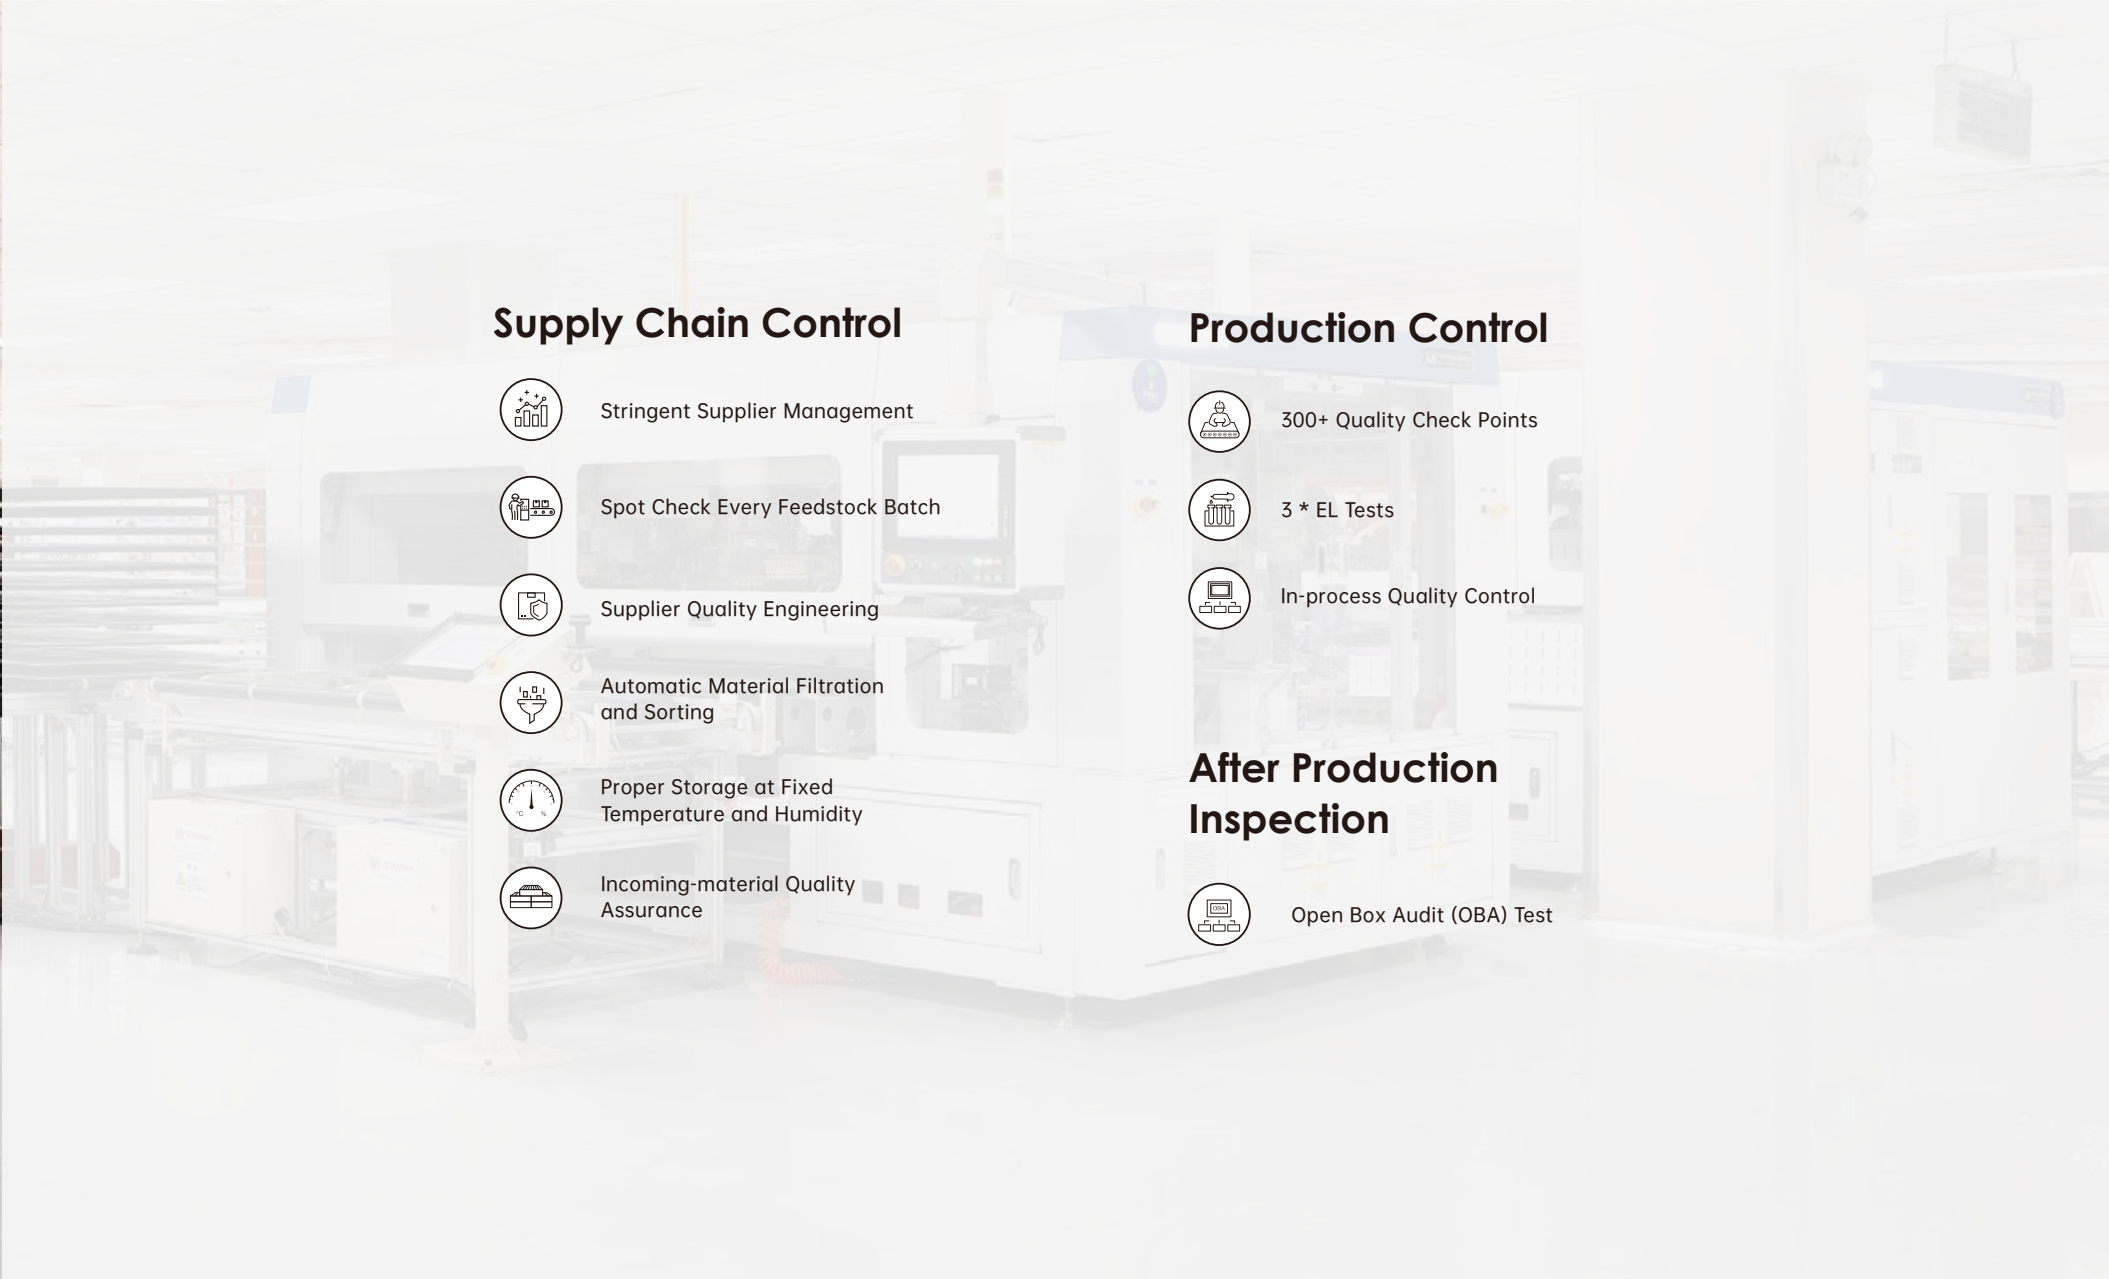 Supply Chain Control
Stringent Supplier Management
Spot Check Every Feedstock Batch
Supplier Quality Engineering
Automatic Material Filtration
and Sorting
Proper Storage at Fixed
Temperature and Humidity
°C %
Incoming-material Quality
Assurance
Production Control
300+ Quality Check Points
3 * EL Tests
In-process Quality Control
After Production
Inspection
OBA
Open Box Audit (OBA) Test